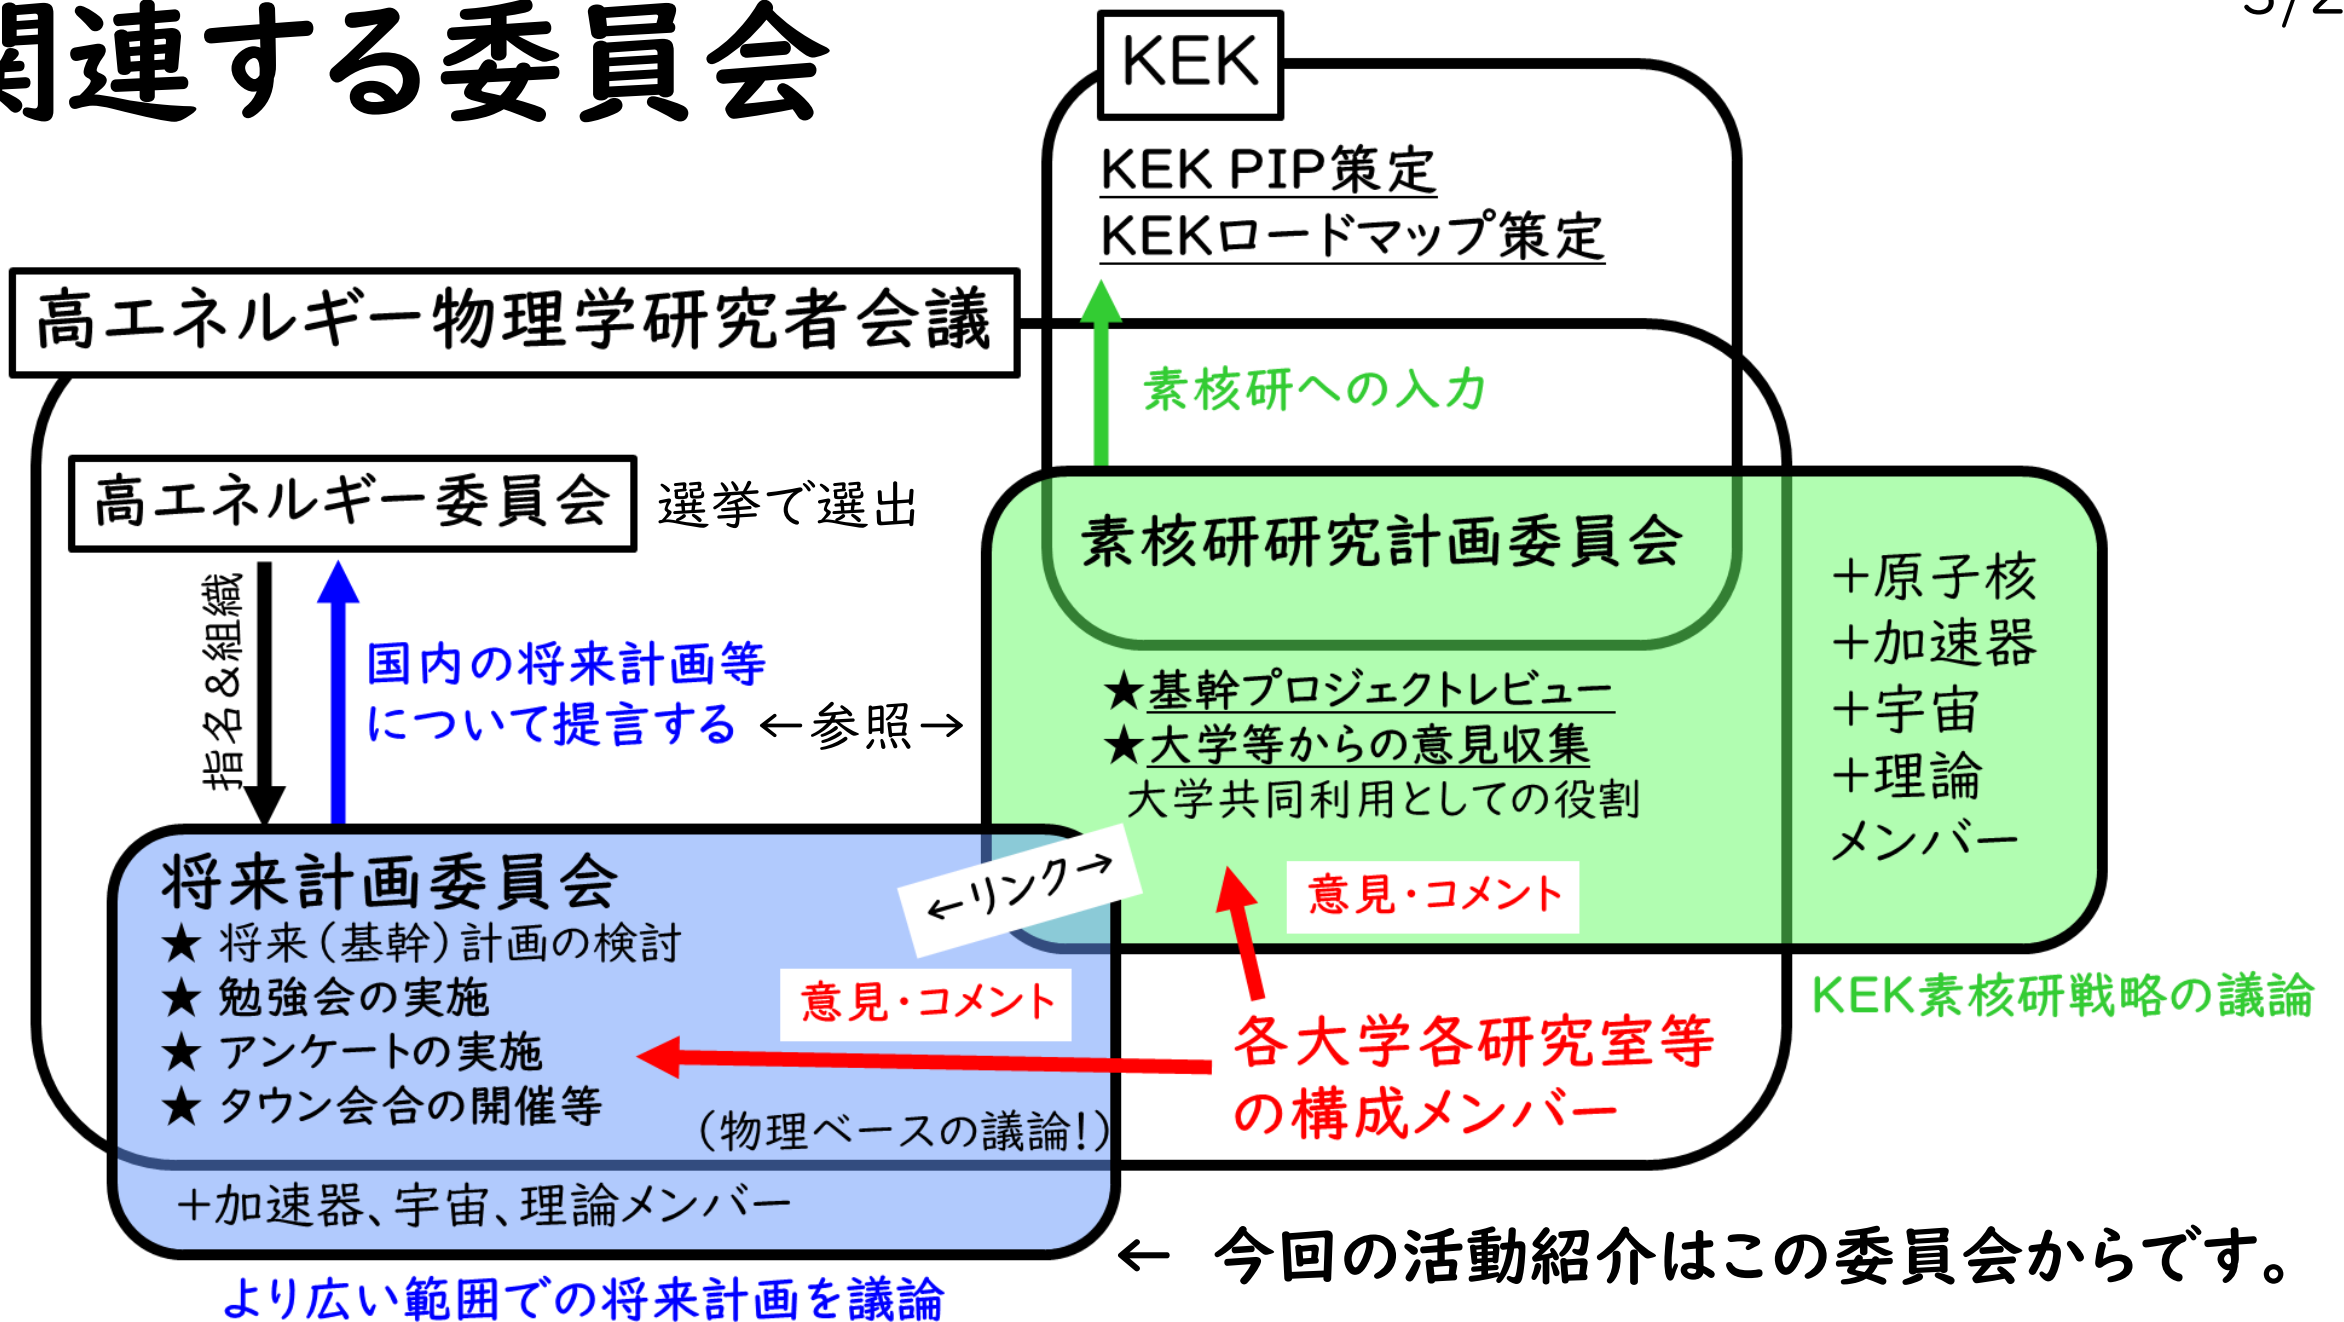 関連する委員会
KEK
KEK PIP策定
KEKロードマップ策定
高エネルギー物理学研究者会議
素核研への入力
高エネルギー委員会 選挙で選出
指名&組織
国内の将来計画等
について提言する
←参照→
素核研研究計画委員会
★基幹プロジェクトレビュー
★大学等からの意見収集
大学共同利用としての役割
+原子核
+加速器
+宇宙
+理論
メンバー
←リンク→
意見・コメント
将来計画委員会
★ 将来(基幹)計画の検討
★ 勉強会の実施
★ アンケートの実施
★ タウン会合の開催等
(物理ベースの議論!)
+加速器、宇宙、理論メンバー
意見・コメント
各大学各研究室等
の構成メンバー
KEK素核研戦略の議論
← 今回の活動紹介はこの委員会からです。
より広い範囲での将来計画を議論